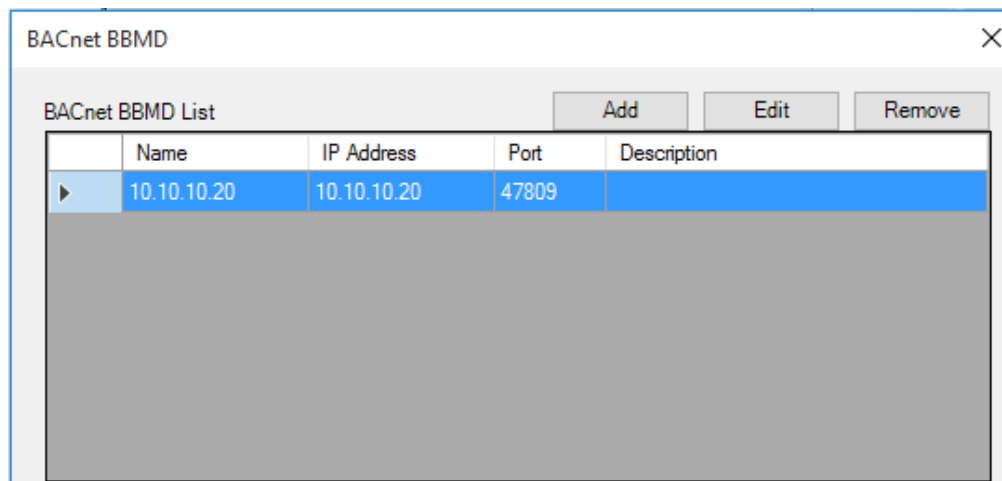 BACnet BBMD
BACnet BBMD List Add Edit Remove
Name IP Address Port Description
10.10.10.20 10.10.10.20 47809